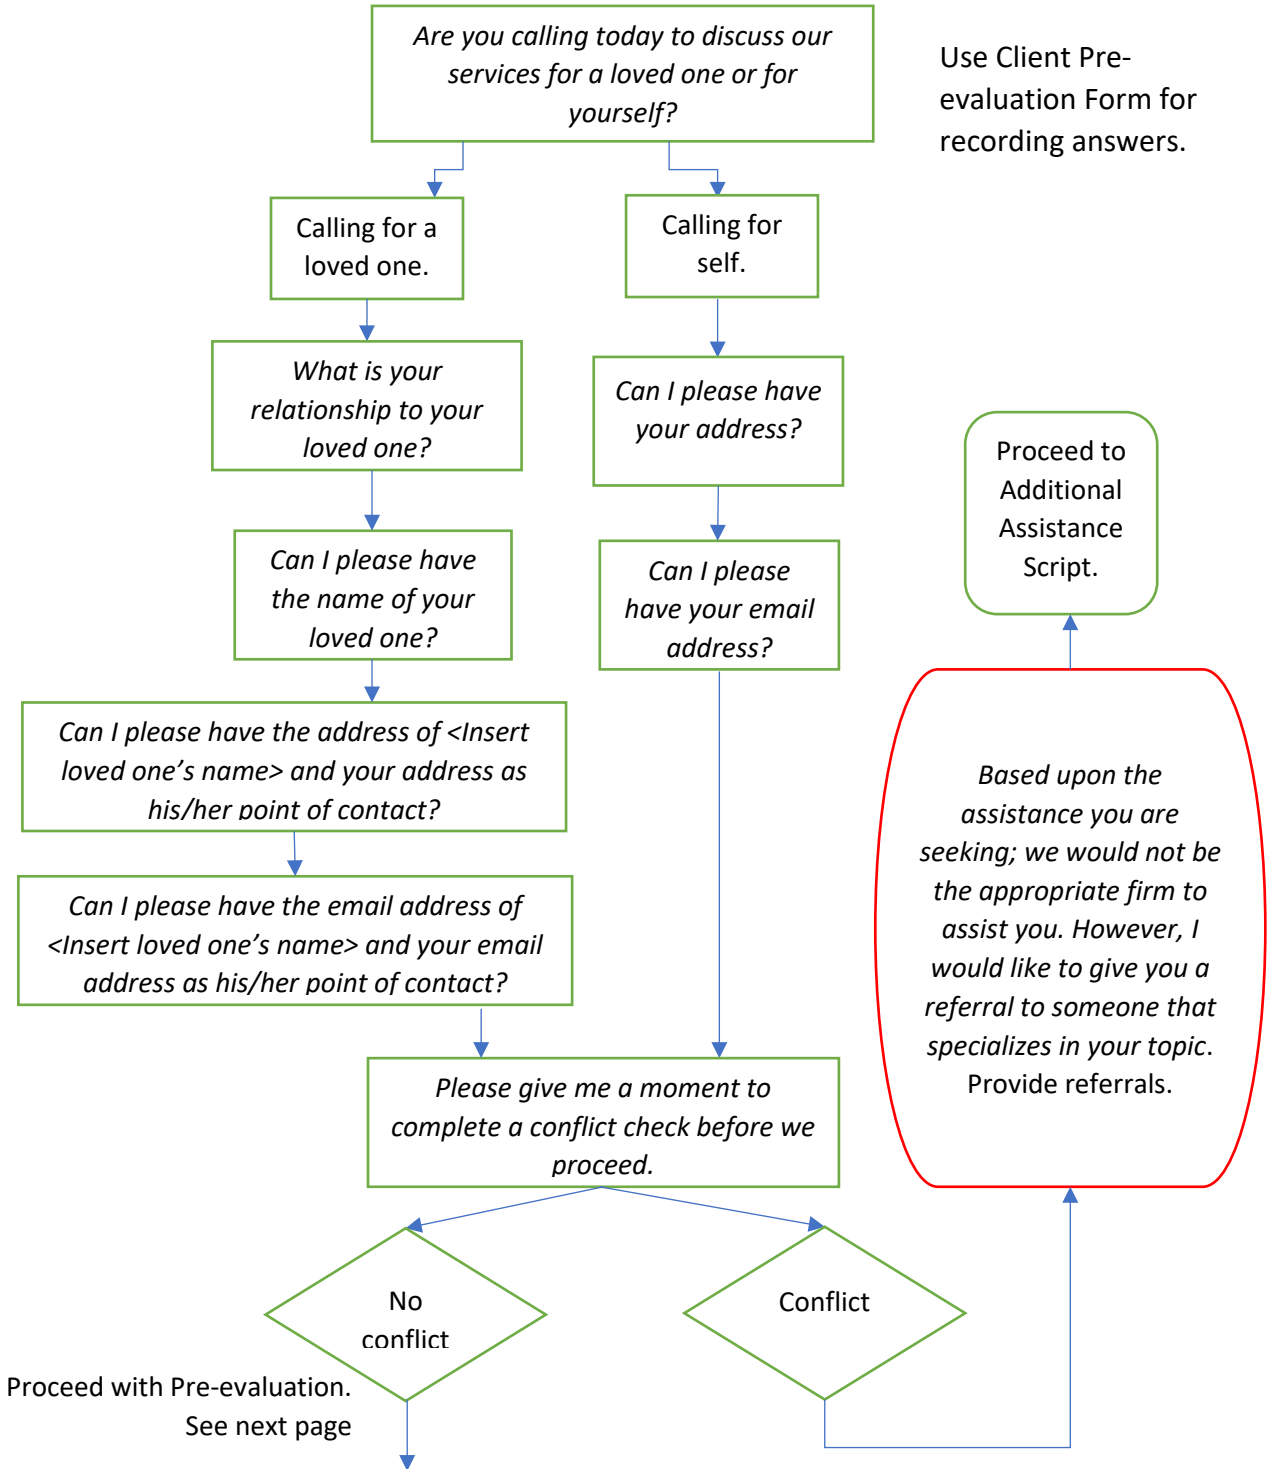 Are you calling today to discuss our
services for a loved one or for
yourself?
Use Client Pre-
evaluation Form for
recording answers.
Calling for a
loved one.
Calling for
self.
What is your
relationship to your
loved one?
Can I please have
your address?
Can I please have
the name of your
loved one?
Can I please
have your email
address?
Can I please have the address of <Insert
loved one’s name> and your address as
his/her point of contact?
Can I please have the email address of
<Insert loved one’s name> and your email
address as his/her point of contact?
Please give me a moment to
complete a conflict check before we
proceed.
No
conflict
Conflict
Proceed with Pre-evaluation.
See next page
Based upon the
assistance you are
seeking; we would not be
the appropriate firm to
assist you. However, I
would like to give you a
referral to someone that
specializes in your topic.
Provide referrals.
Proceed to
Additional
Assistance
Script.